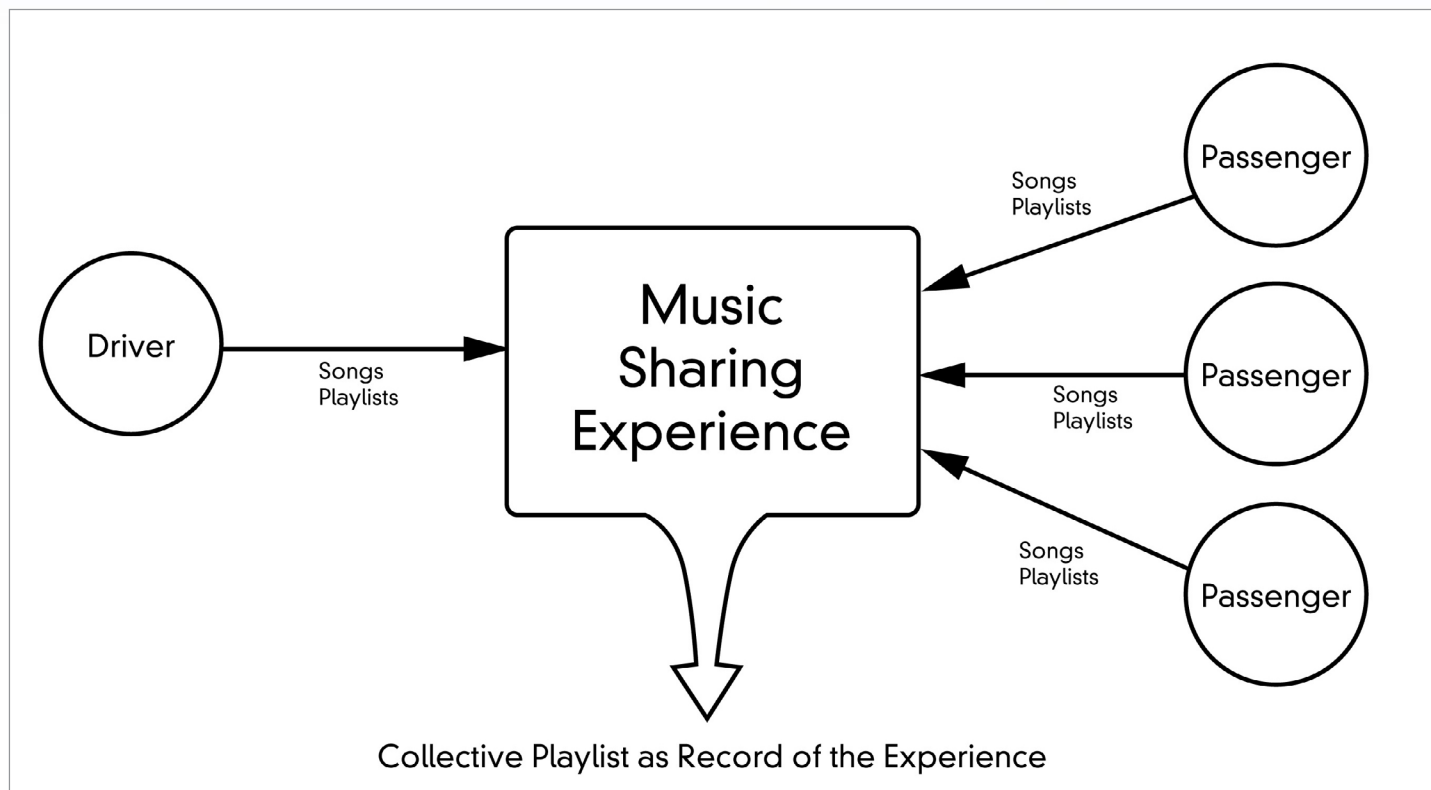 Driver
Songs
Playlists
Music
Sharing
Experience
Songs
Playlists
Passenger
Songs
Playlists
Passenger
Songs
Playlists
Passenger
Collective Playlist as Record of the Experience